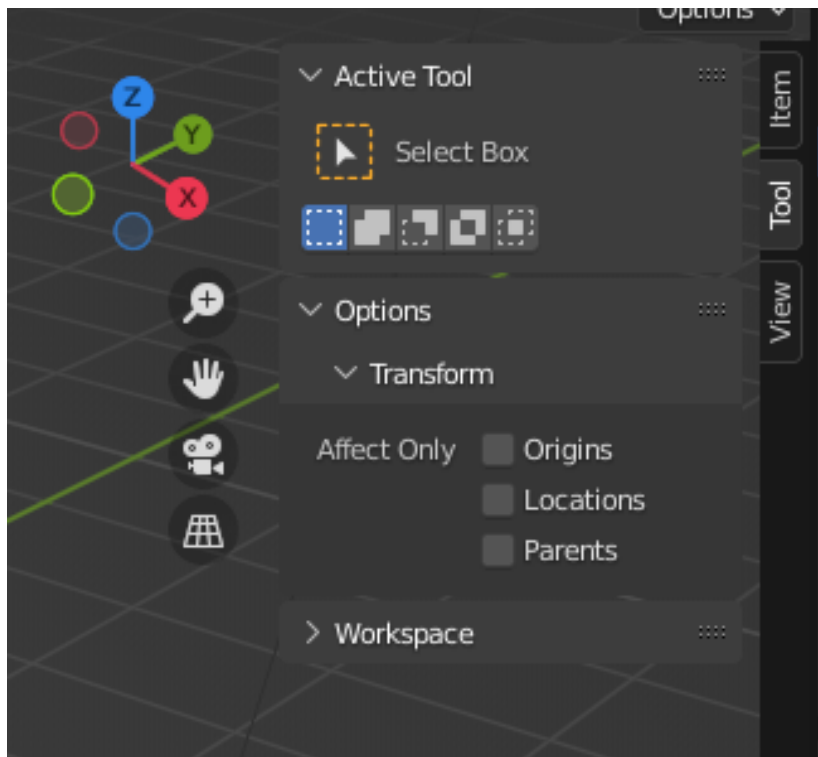 Options
Active Tool
Select Box
Options
Transform
Affect Only Origins
Locations
Parents
Workspace
Item
Tool
View
Z
Y
X